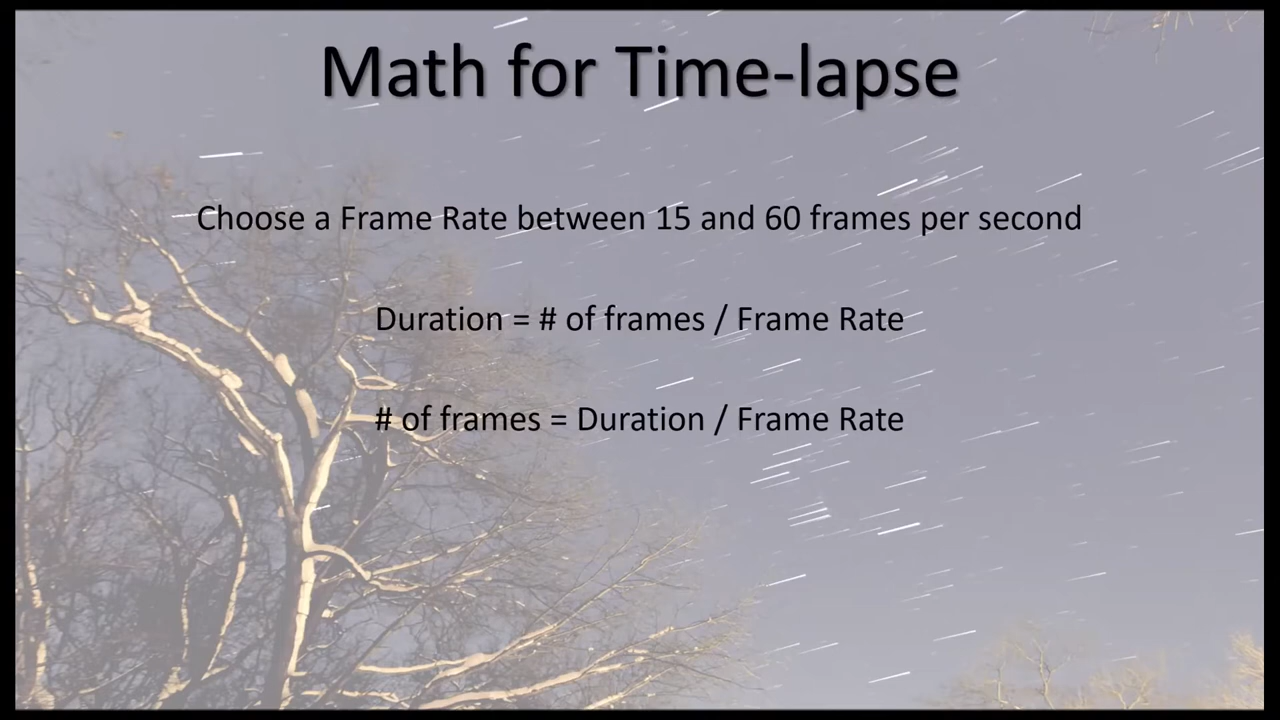 Math for Time-lapse
Choose a Frame Rate between 15 and 60 frames per second
Duration = # of frames / Frame Rate
# of frames = Duration / Frame Rate